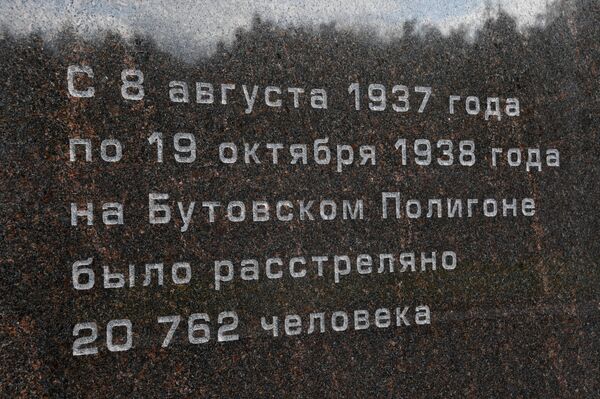 С 8 августа 1937 года
по 19 октября 1938 года
на Бутовском Полигоне
было расстреляно
20 762 человека